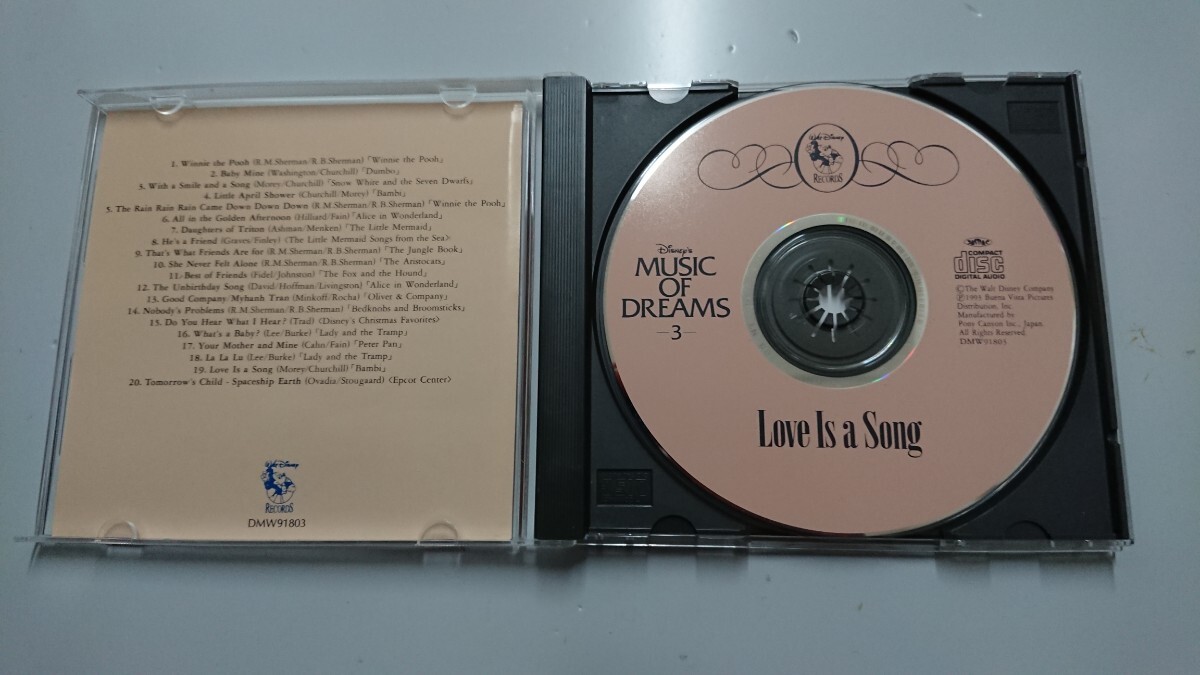 1. Winnie the Pooh (R.M.Sherman/R.B.Sherman)「Winnie the Pooh」
2. Baby Mine (Washington/Churchill)「Dumbo」
3. With a Smile and a Song (Morey/Churchill)「Snow White and the Seven Dwarfs」
4. Little April Shower (Churchill/Morey)「Bambi」
5. The Rain Rain Rain Came Down Down Down (R.M.Sherman/R.B.Sherman)「Winnie the Pooh」
6. All in the Golden Afternoon (Hilliard/Fain)「Alice in Wonderland」
7. Daughters of Triton (Ashman/Menken)「The Little Mermaid」
8. He's a Friend (Graves/Finley)〈The Little Mermaid Songs from the Sea〉
9. That's What Friends Are for (R.M.Sherman/R.B.Sherman)「The Jungle Book」
10. She Never Felt Alone (R.M.Sherman/R.B.Sherman)「The Aristocats」
11. Best of Friends (Fidel/Johnston)「The Fox and the Hound」
12. The Unbirthday Song (David/Hoffman/Livingston)「Alice in Wonderland」
13. Good Company/Myhanh Tran (Minkoff/Rocha)「Oliver & Company」
14. Nobody's Problems (R.M.Sherman/R.B.Sherman)「Bedknobs and Broomsticks」
15. Do You Hear What I Hear? (Trad)〈Disney's Christmas Favorites〉
16. What's a Baby? (Lee/Burke)「Lady and the Tramp」
17. Your Mother and Mine (Cahn/Fain)「Peter Pan」
18. La La Lu (Lee/Burke)「Lady and the Tramp」
19. Love Is a Song (Morey/Churchill)「Bambi」
20. Tomorrow's Child - Spaceship Earth (Ovadia/Stougaard)〈Epcot Center〉
Walt Disney
RECORDS
DMW91803
Walt Disney
RECORDS
Disney's
MUSIC
OF
DREAMS
3
Love Is a Song
COMPACT
disc
DIGITAL AUDIO
©The Walt Disney Company
℗1993 Buena Vista Pictures
Distribution, Inc.
Manufactured by
Pony Canyon Inc., Japan.
All Rights Reserved.
DMW91803